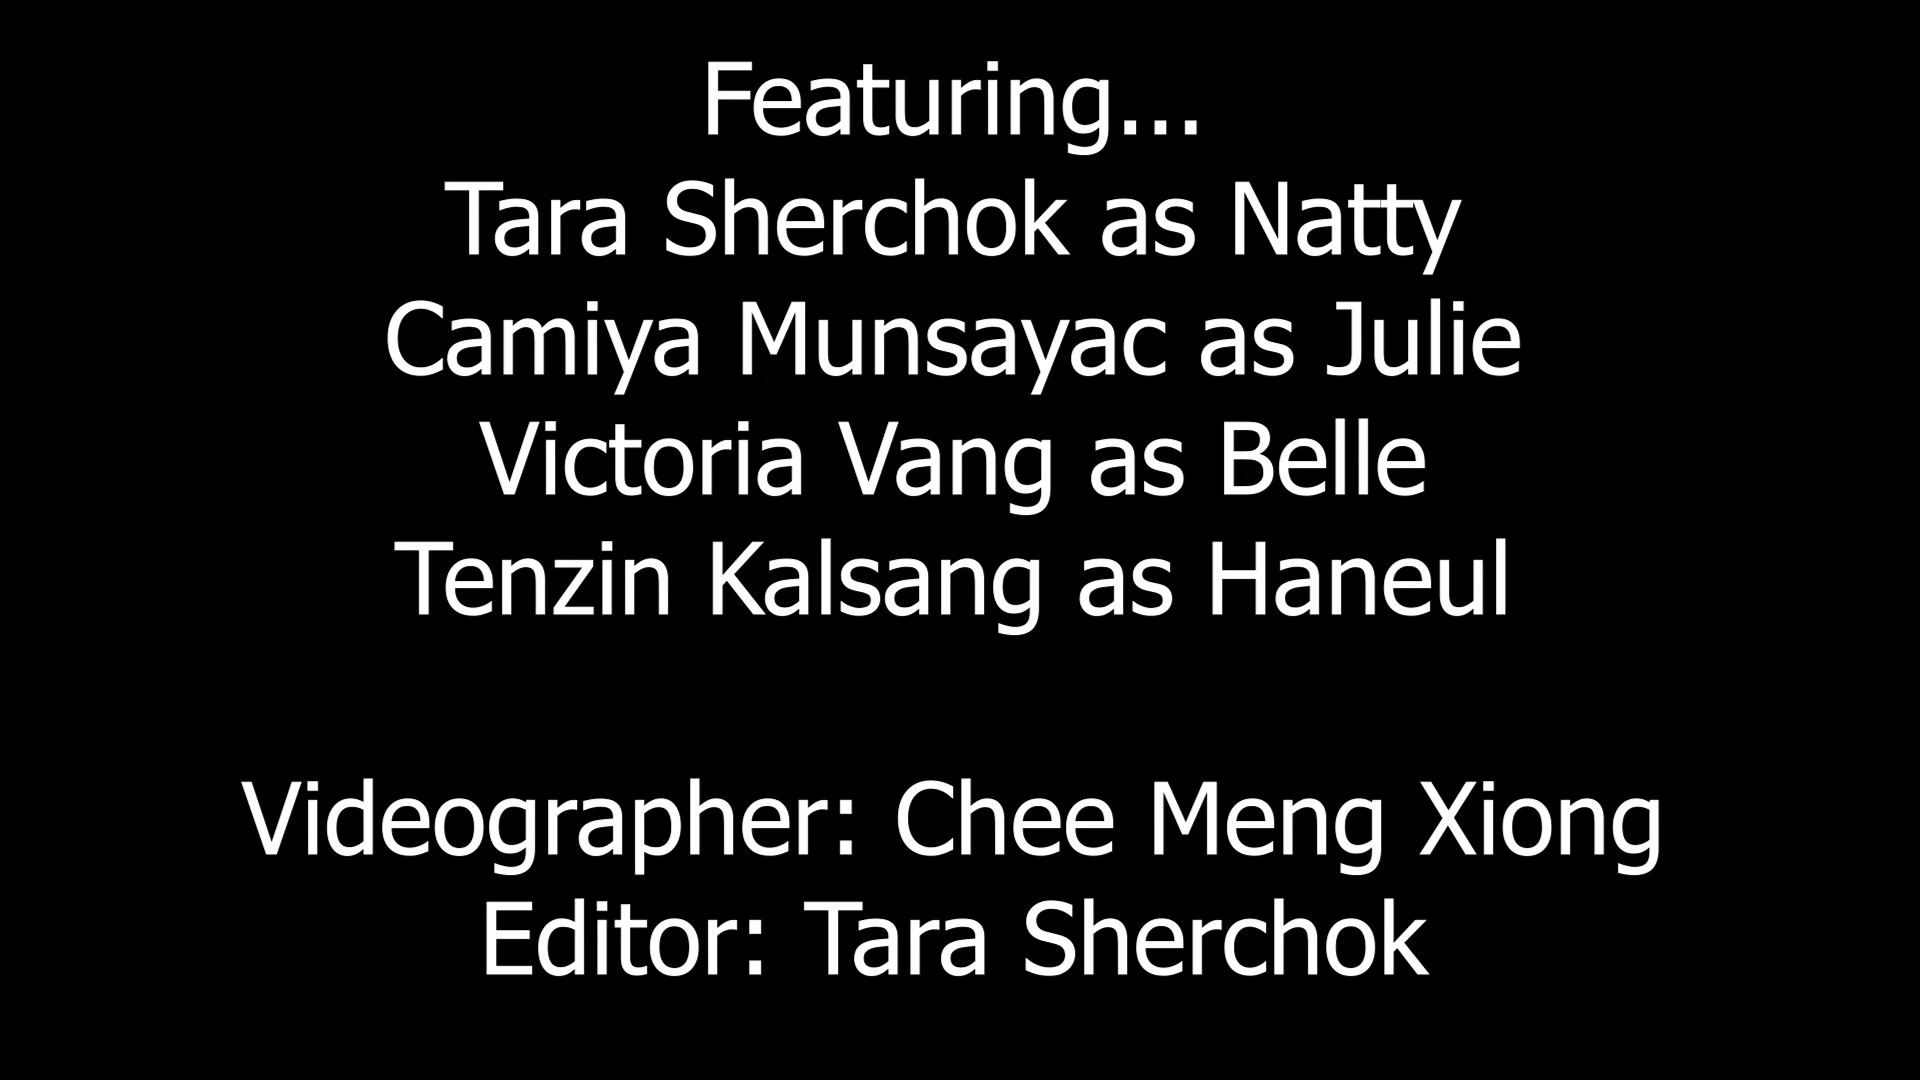 Featuring...
Tara Sherchok as Natty
Camiya Munsayac as Julie
Victoria Vang as Belle
Tenzin Kalsang as Haneul
Videographer: Chee Meng Xiong
Editor: Tara Sherchok